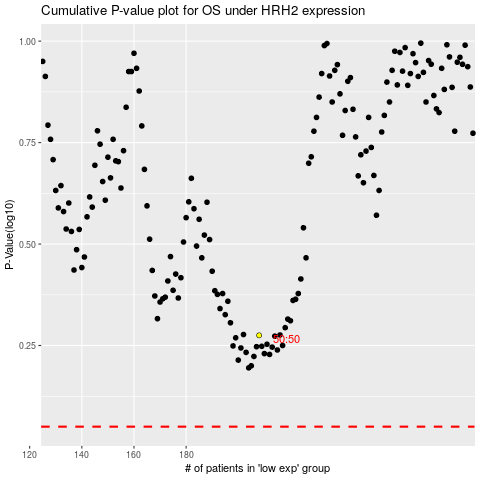 Cumulative P-value plot for OS under HRH2 expression
P-Value(log10)
1.00
0.75
0.50
0.25
50:50
120 140 160 180
# of patients in 'low exp' group